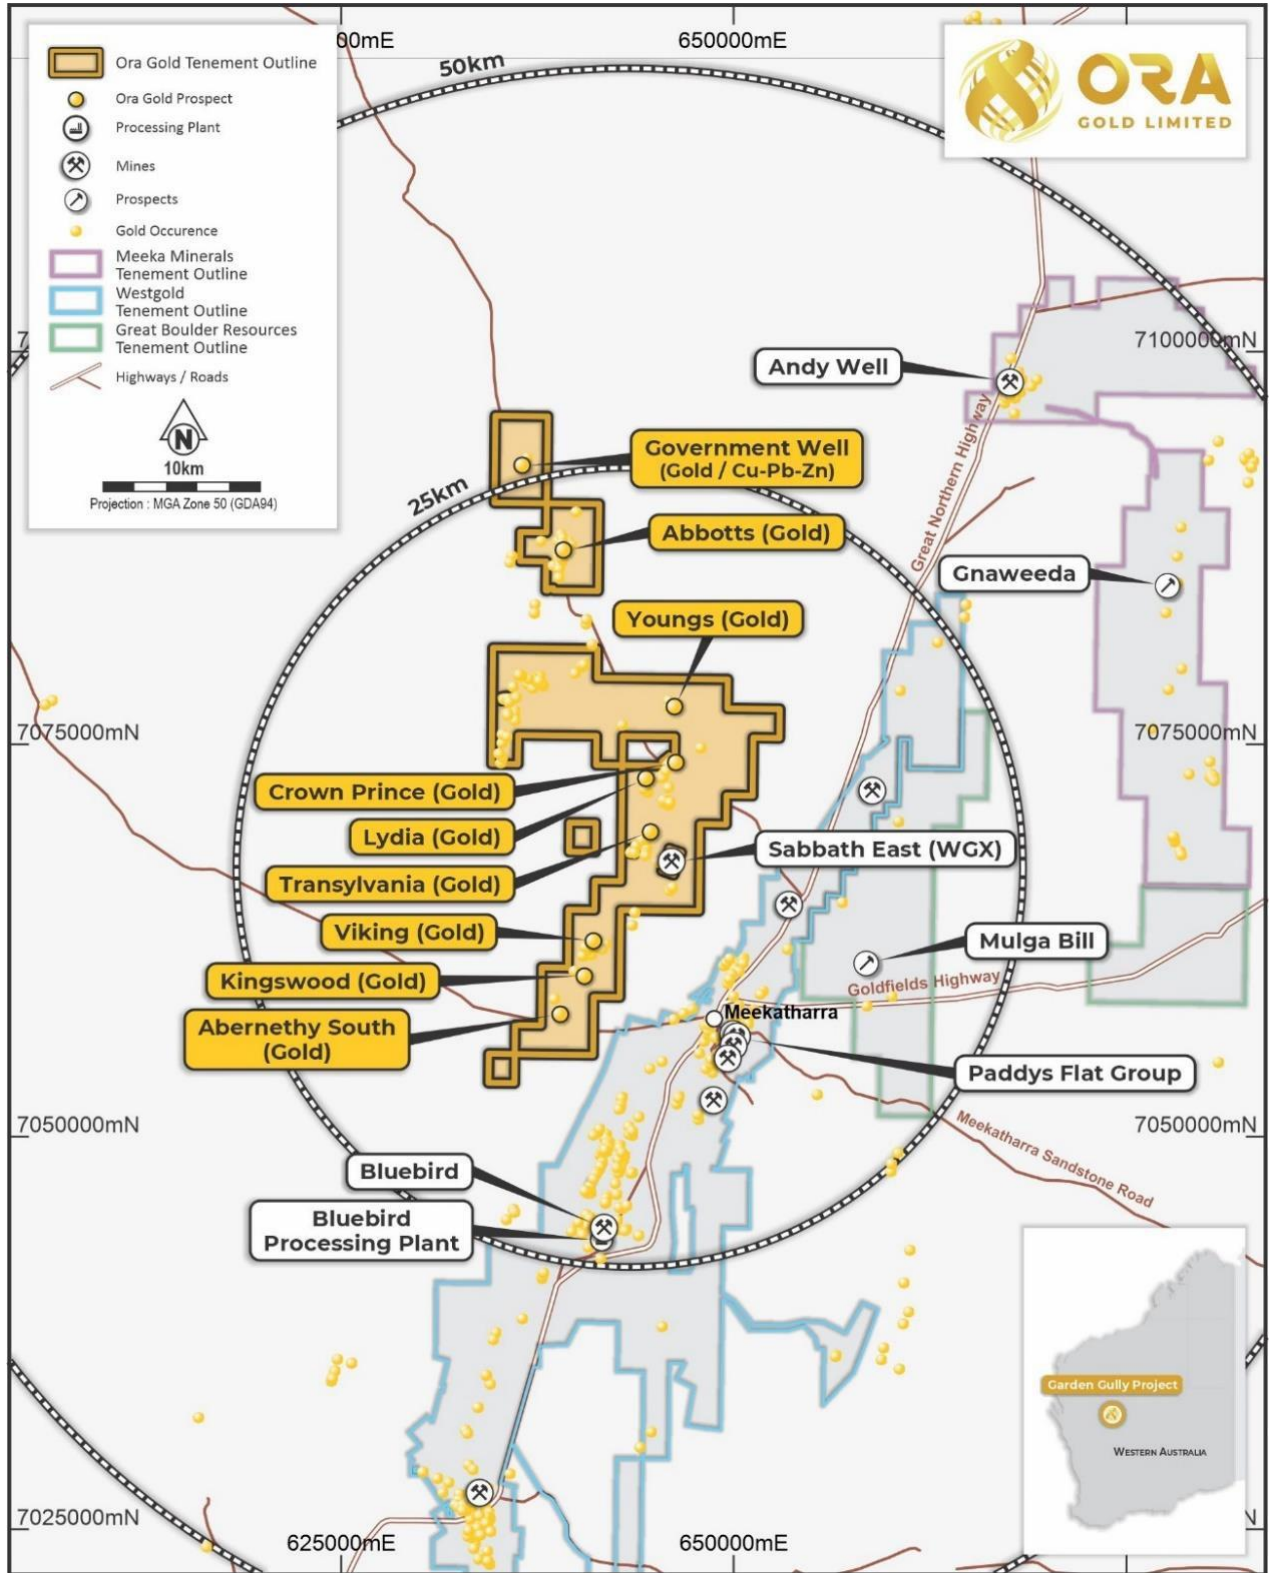 00mE
650000mE
50km
Ora Gold Tenement Outline
Ora Gold Prospect
Processing Plant
Mines
Prospects
Gold Occurence
Meeka Minerals
Tenement Outline
Westgold
Tenement Outline
Great Boulder Resources
Tenement Outline
Highways / Roads
N
10km
Projection : MGA Zone 50 (GDA94)
ORA
GOLD LIMITED
7
7100000mN
Andy Well
Great Northern Highway
Government Well
(Gold / Cu-Pb-Zn)
25km
Abbotts (Gold)
Gnaweeda
Youngs (Gold)
7075000mN
7075000mN
Crown Prince (Gold)
Lydia (Gold)
Sabbath East (WGX)
Transylvania (Gold)
Viking (Gold)
Mulga Bill
Kingswood (Gold)
Goldfields Highway
Meekatharra
Abernethy South
(Gold)
Paddys Flat Group
7050000mN
7050000mN
Meekatharra Sandstone Road
Bluebird
Bluebird
Processing Plant
Garden Gully Project
WESTERN AUSTRALIA
7025000mN
N
625000mE
650000mE